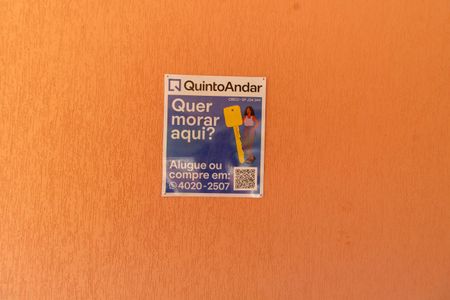 QuintoAndar
Quer
morar
aqui?
Alugue ou
compre em:
4020-2507